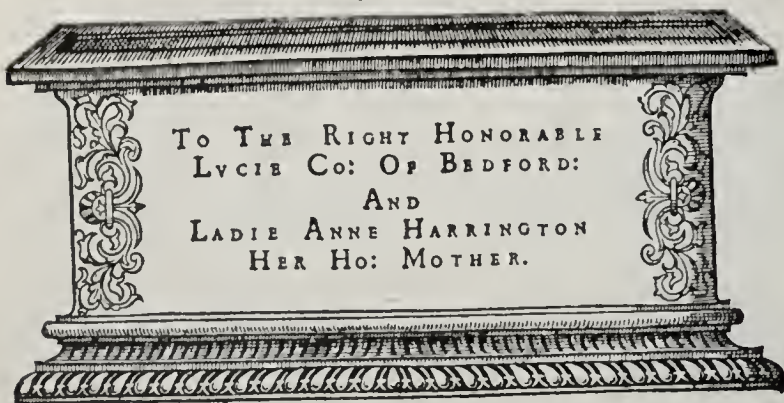 To The Right Honorable
Lvcie Co: Of Bedford:
And
Ladie Anne Harrington
Her Ho: Mother.